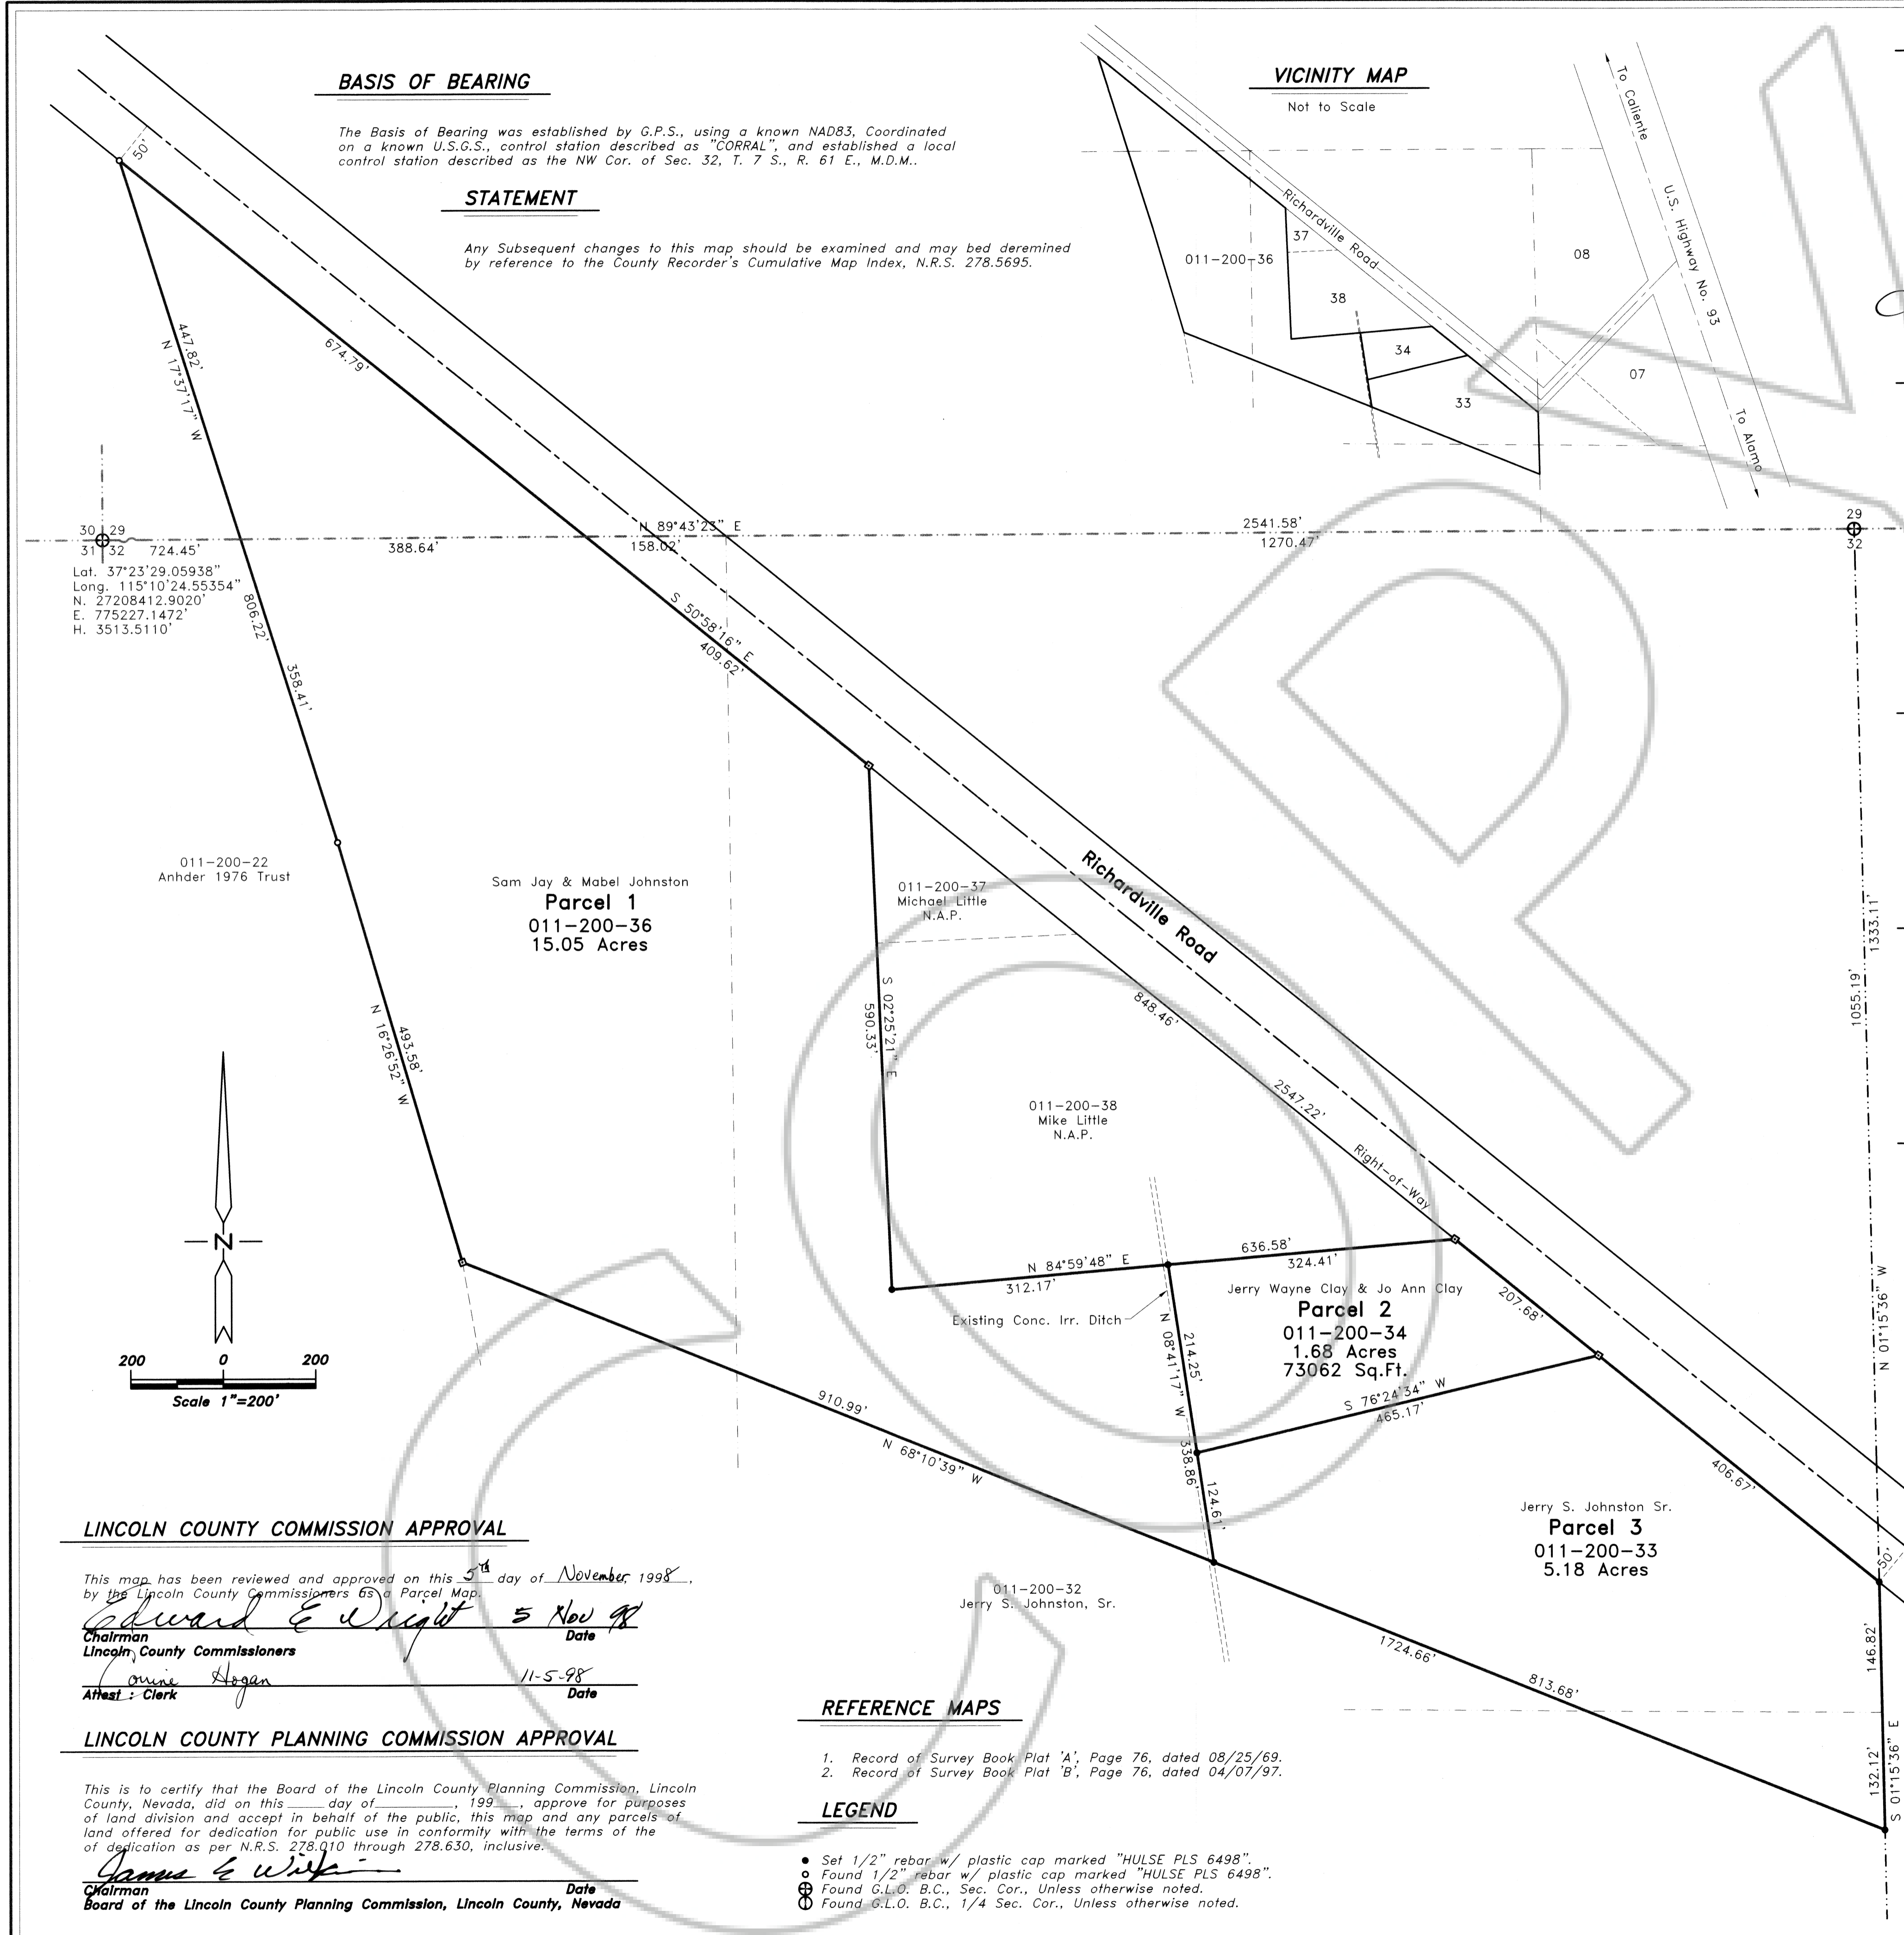 BASIS OF BEARING
The Basis of Bearing was established by G.P.S., using a known NAD83, Coordinated
on a known U.S.G.S., control station described as "CORRAL", and established a local
control station described as the NW Cor. of Sec. 32, T. 7 S., R. 61 E., M.D.M..
STATEMENT
Any Subsequent changes to this map should be examined and may bed deremined
by reference to the County Recorder's Cumulative Map Index, N.R.S. 278.5695.
VICINITY MAP
Not to Scale
To Caliente
U.S. Highway No. 93
To Alamo
Richardville Road
011-200-36
37
38
34
33
08
07
50'
447.82'
N 17°37'17" W
674.79'
30 29
31 32
724.45'
388.64'
N 89°43'23" E
158.02'
2541.58'
1270.47'
29
32
Lat. 37°23'29.05938"
Long. 115°10'24.55354"
N. 27208412.9020'
E. 775227.1472'
H. 3513.5110'
806.22'
358.41'
S 50°58'16" E
409.62'
011-200-22
Anhder 1976 Trust
Sam Jay & Mabel Johnston
Parcel 1
011-200-36
15.05 Acres
011-200-37
Michael Little
N.A.P.
Richardville Road
1333.11'
1055.19'
N 01°15'36" W
S 02°25'21" E
590.33'
848.46'
2547.22'
Right-of-Way
493.58'
N 16°26'52" W
011-200-38
Mike Little
N.A.P.
N
200 0 200
Scale 1"=200'
N 84°59'48" E
312.17'
636.58'
324.41'
Existing Conc. Irr. Ditch
Jerry Wayne Clay & Jo Ann Clay
Parcel 2
011-200-34
1.68 Acres
73062 Sq.Ft.
207.68'
214.25'
N 08°41'17" W
338.86'
124.61'
S 76°24'34" W
465.17'
910.99'
N 68°10'39" W
406.67'
Jerry S. Johnston Sr.
Parcel 3
011-200-33
5.18 Acres
50'
011-200-32
Jerry S. Johnston, Sr.
1724.66'
813.68'
146.82'
132.12'
S 01°15'36" E
LINCOLN COUNTY COMMISSION APPROVAL
This map has been reviewed and approved on this 5th day of November, 1998,
by the Lincoln County Commissioners as a Parcel Map.
Edward E Wright 5 Nov 98
Chairman Date
Lincoln County Commissioners
Corrine Hogan 11-5-98
Attest : Clerk Date
LINCOLN COUNTY PLANNING COMMISSION APPROVAL
This is to certify that the Board of the Lincoln County Planning Commission, Lincoln
County, Nevada, did on this ____ day of ________, 199__, approve for purposes
of land division and accept in behalf of the public, this map and any parcels of
land offered for dedication for public use in conformity with the terms of the
of dedication as per N.R.S. 278.010 through 278.630, inclusive.
James E
Chairman Date
Board of the Lincoln County Planning Commission, Lincoln County, Nevada
REFERENCE MAPS
1. Record of Survey Book Plat 'A', Page 76, dated 08/25/69.
2. Record of Survey Book Plat 'B', Page 76, dated 04/07/97.
LEGEND
Set 1/2" rebar w/ plastic cap marked "HULSE PLS 6498".
Found 1/2" rebar w/ plastic cap marked "HULSE PLS 6498".
Found G.L.O. B.C., Sec. Cor., Unless otherwise noted.
Found G.L.O. B.C., 1/4 Sec. Cor., Unless otherwise noted.
COP